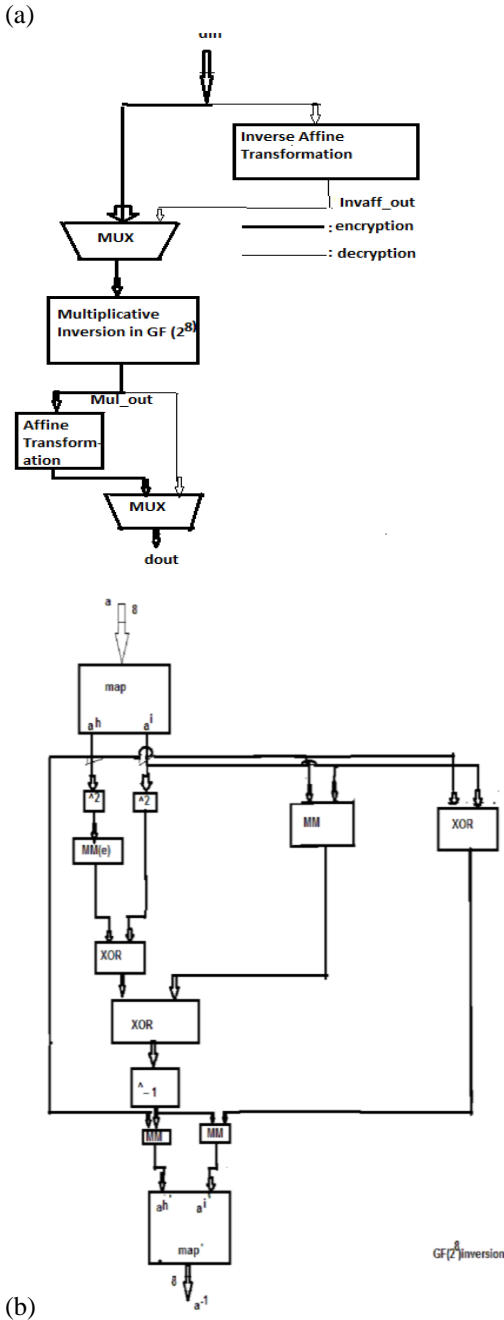 (a)
din
Inverse Affine
Transformation
Invaff_out
: encryption
: decryption
MUX
Multiplicative
Inversion in GF (2^8)
Mul_out
Affine
Transform-
ation
MUX
dout
a
8
map
a^h a^i
^2 ^2
MM(e)
MM
XOR
XOR
XOR
^-1
MM MM
a^h' a^i'
map'
GF(2^8)inversion
8
a^-1
(b)